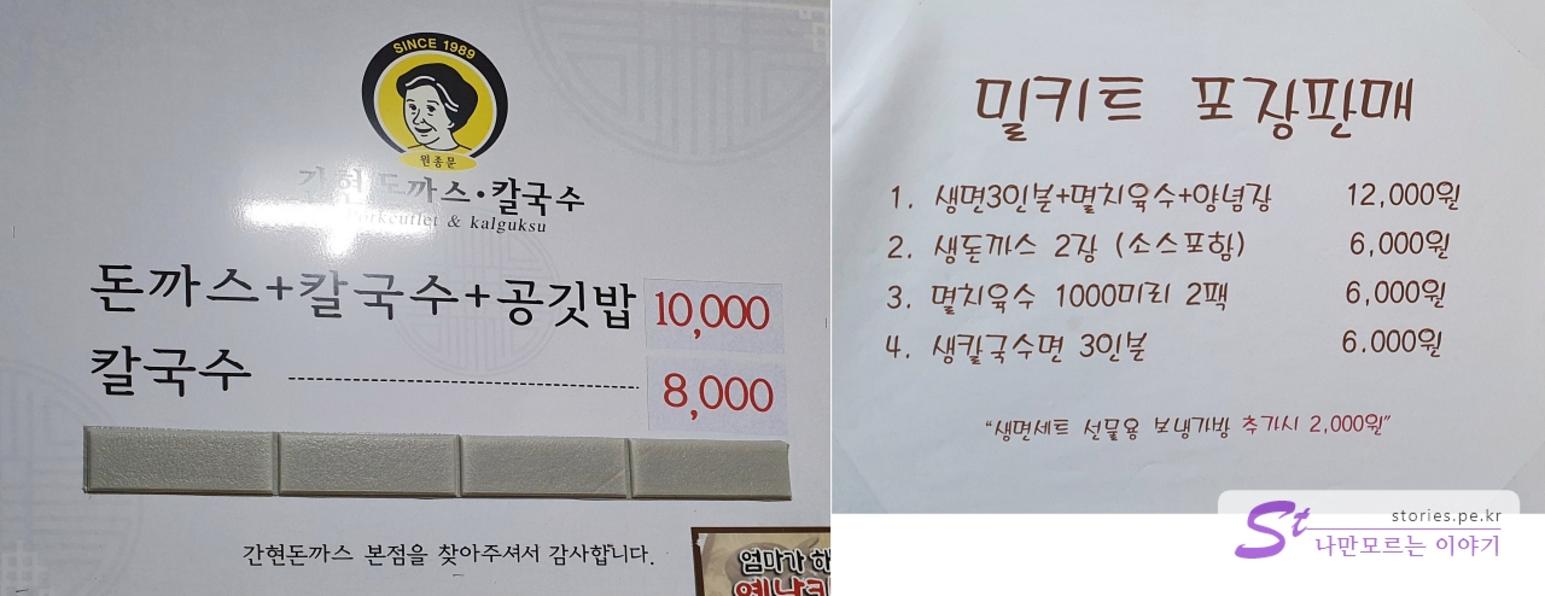 SINCE 1989
원종문
간현돈까스·칼국수
Porkcutlet & kalguksu
돈까스+칼국수+공깃밥 10,000
칼국수 8,000
간현돈까스 본점을 찾아주셔서 감사합니다.
엄마가 해
옛날
밀키트 포장판매
1. 생면3인분+멸치육수+양념장 12,000원
2. 생돈까스 2장 (소스포함) 6,000원
3. 멸치육수 1000미리 2팩 6,000원
4. 생칼국수면 3인분 6.000원
“생면세트 선물용 보냉가방 추가시 2,000원”
St
stories.pe.kr
나만모르는 이야기